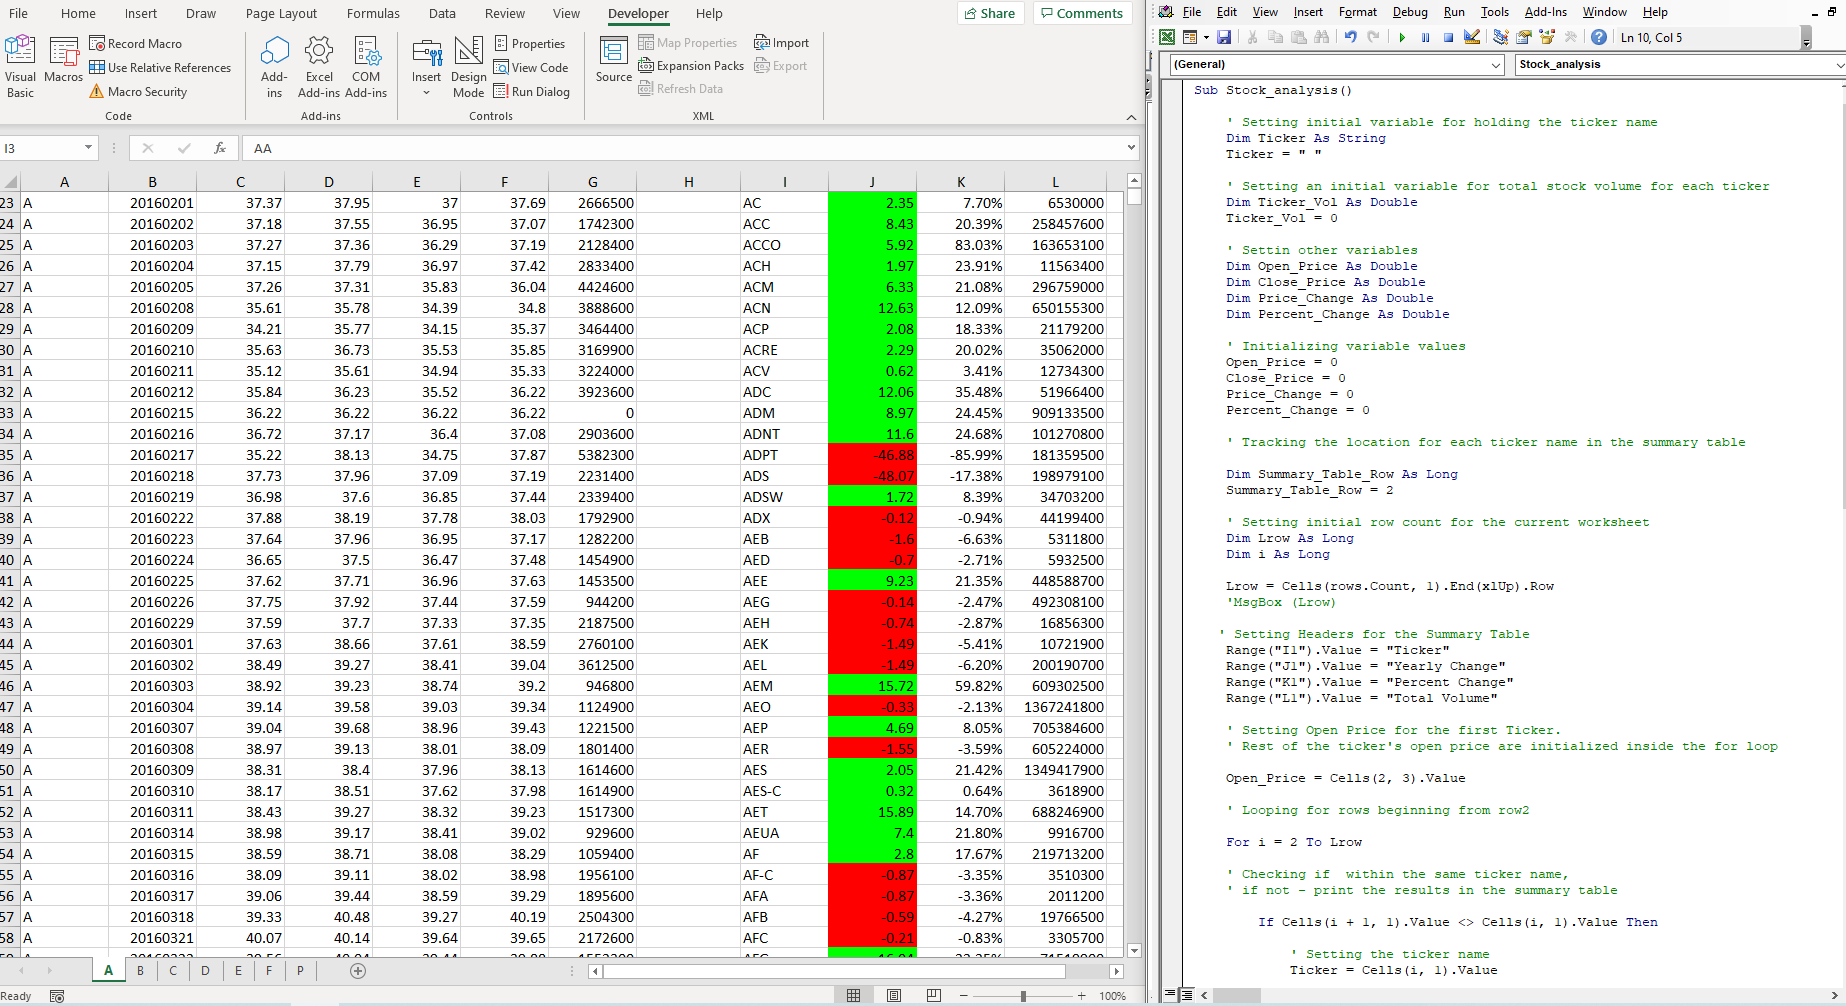 File Home Insert Draw Page Layout Formulas Data Review View Developer Help Share Comments
Visual Basic
Macros
Record Macro
Use Relative References
Macro Security
Code
Add-ins
Excel Add-ins
COM Add-ins
Add-ins
Insert
Design Mode
Properties
View Code
Run Dialog
Controls
Source
Map Properties
Expansion Packs
Refresh Data
Import
Export
XML
I3 fx AA
A B C D E F G H I J K L
23 A 20160201 37.37 37.95 37 37.69 2666500 AC 2.35 7.70% 6530000
24 A 20160202 37.18 37.55 36.95 37.07 1742300 ACC 8.43 20.39% 258457600
25 A 20160203 37.27 37.36 36.29 37.19 2128400 ACCO 5.92 83.03% 163653100
26 A 20160204 37.15 37.79 36.97 37.42 2833400 ACH 1.97 23.91% 11563400
27 A 20160205 37.26 37.31 35.83 36.04 4424600 ACM 6.33 21.08% 296759000
28 A 20160208 35.61 35.78 34.39 34.8 3888600 ACN 12.63 12.09% 650155300
29 A 20160209 34.21 35.77 34.15 35.37 3464400 ACP 2.08 18.33% 21179200
30 A 20160210 35.63 36.73 35.53 35.85 3169900 ACRE 2.29 20.02% 35062000
31 A 20160211 35.12 35.61 34.94 35.33 3224000 ACV 0.62 3.41% 12734300
32 A 20160212 35.84 36.23 35.52 36.22 3923600 ADC 12.06 35.48% 51966400
33 A 20160215 36.22 36.22 36.22 36.22 0 ADM 8.97 24.45% 909133500
34 A 20160216 36.72 37.17 36.4 37.08 2903600 ADNT 11.6 24.68% 101270800
35 A 20160217 35.22 38.13 34.75 37.87 5382300 ADPT -46.88 -85.99% 181359500
36 A 20160218 37.73 37.96 37.09 37.19 2231400 ADS -48.07 -17.38% 198979100
37 A 20160219 36.98 37.6 36.85 37.44 2339400 ADSW 1.72 8.39% 34703200
38 A 20160222 37.88 38.19 37.78 38.03 1792900 ADX -0.12 -0.94% 44199400
39 A 20160223 37.64 37.96 36.95 37.17 1282200 AEB -1.6 -6.63% 5311800
40 A 20160224 36.65 37.5 36.47 37.48 1454900 AED -0.7 -2.71% 5932500
41 A 20160225 37.62 37.71 36.96 37.63 1453500 AEE 9.23 21.35% 448588700
42 A 20160226 37.75 37.92 37.44 37.59 944200 AEG -0.14 -2.47% 492308100
43 A 20160229 37.59 37.7 37.33 37.35 2187500 AEH -0.74 -2.87% 16856300
44 A 20160301 37.63 38.66 37.61 38.59 2760100 AEK -1.49 -5.41% 10721900
45 A 20160302 38.49 39.27 38.41 39.04 3612500 AEL -1.49 -6.20% 200190700
46 A 20160303 38.92 39.23 38.74 39.2 946800 AEM 15.72 59.82% 609302500
47 A 20160304 39.14 39.58 39.03 39.34 1124900 AEO -0.33 -2.13% 1367241800
48 A 20160307 39.04 39.68 38.96 39.43 1221500 AEP 4.69 8.05% 705384600
49 A 20160308 38.97 39.13 38.01 38.09 1801400 AER -1.55 -3.59% 605224000
50 A 20160309 38.31 38.4 37.96 38.13 1614600 AES 2.05 21.42% 1349417900
51 A 20160310 38.17 38.51 37.62 37.98 1614900 AES-C 0.32 0.64% 3618900
52 A 20160311 38.43 39.27 38.32 39.23 1517300 AET 15.89 14.70% 688246900
53 A 20160314 38.98 39.17 38.41 39.02 929600 AEUA 7.4 21.80% 9916700
54 A 20160315 38.59 38.71 38.08 38.29 1059400 AF 2.8 17.67% 219713200
55 A 20160316 38.09 39.11 38.02 38.98 1956100 AF-C -0.87 -3.35% 3510300
56 A 20160317 39.06 39.44 38.59 39.29 1895600 AFA -0.87 -3.36% 2011200
57 A 20160318 39.33 40.48 39.27 40.19 2504300 AFB -0.59 -4.27% 19766500
58 A 20160321 40.07 40.14 39.64 39.65 2172600 AFC -0.21 -0.83% 3305700
A B C D E F P
Ready 100%
File Edit View Insert Format Debug Run Tools Add-Ins Window Help
Ln 10, Col 5
(General) Stock_analysis
Sub Stock_analysis()
' Setting initial variable for holding the ticker name
Dim Ticker As String
Ticker = " "
' Setting an initial variable for total stock volume for each ticker
Dim Ticker_Vol As Double
Ticker_Vol = 0
' Settin other variables
Dim Open_Price As Double
Dim Close_Price As Double
Dim Price_Change As Double
Dim Percent_Change As Double
' Initializing variable values
Open_Price = 0
Close_Price = 0
Price_Change = 0
Percent_Change = 0
' Tracking the location for each ticker name in the summary table
Dim Summary_Table_Row As Long
Summary_Table_Row = 2
' Setting initial row count for the current worksheet
Dim Lrow As Long
Dim i As Long
Lrow = Cells(rows.Count, 1).End(xlUp).Row
'MsgBox (Lrow)
' Setting Headers for the Summary Table
Range("I1").Value = "Ticker"
Range("J1").Value = "Yearly Change"
Range("K1").Value = "Percent Change"
Range("L1").Value = "Total Volume"
' Setting Open Price for the first Ticker.
' Rest of the ticker's open price are initialized inside the for loop
Open_Price = Cells(2, 3).Value
' Looping for rows beginning from row2
For i = 2 To Lrow
' Checking if  within the same ticker name,
' if not - print the results in the summary table
If Cells(i + 1, 1).Value <> Cells(i, 1).Value Then
' Setting the ticker name
Ticker = Cells(i, 1).Value